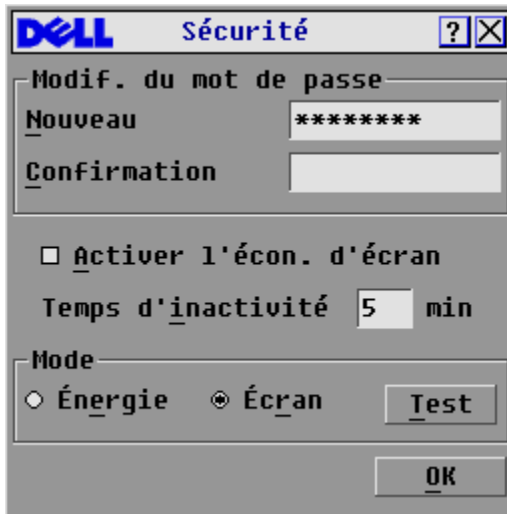 DELL Sécurité ? X
Modif. du mot de passe
Nouveau ********
Confirmation
Activer l'écon. d'écran
Temps d'inactivité 5 min
Mode
Énergie Écran Test
OK